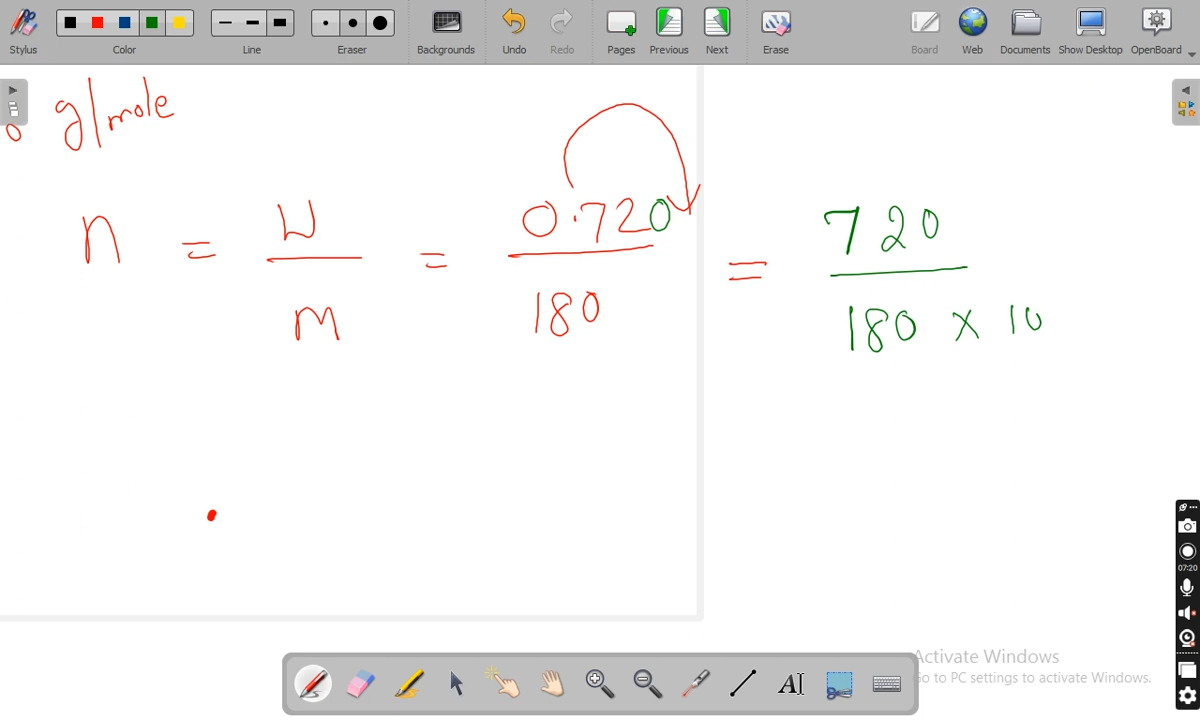 Stylus Color Line Eraser Backgrounds Undo Redo Pages Previous Next Erase Board Web Documents Show Desktop OpenBoard
g/mole
n = W / m = 0.720 / 180 = 720 / 180 x 10
07:20
Activate Windows
Go to PC settings to activate Windows.
AI